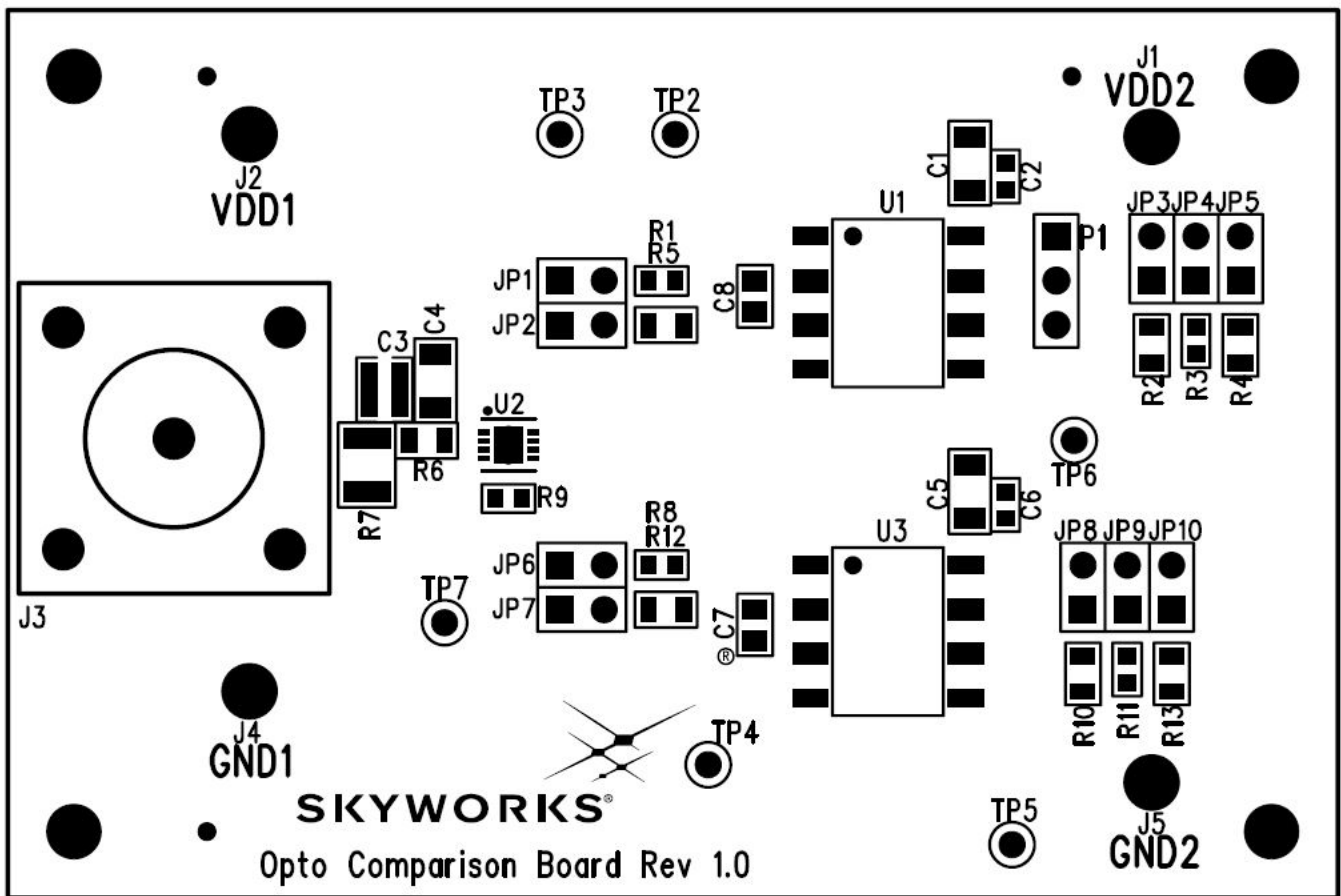 J1
VDD2
TP3 TP2
J2
VDD1
C1 C2
U1
P1
JP3 JP4 JP5
R1
R5
JP1
JP2
C8
C3 C4
R2 R3 R4
U2
R6
R7
R9
TP6
C5 C6
U3
R8
R12
JP6
JP7
JP8 JP9 JP10
J3
TP7
C7
®
R10 R11 R13
J4
GND1
TP4
SKYWORKS®
TP5
J5
GND2
Opto Comparison Board Rev 1.0